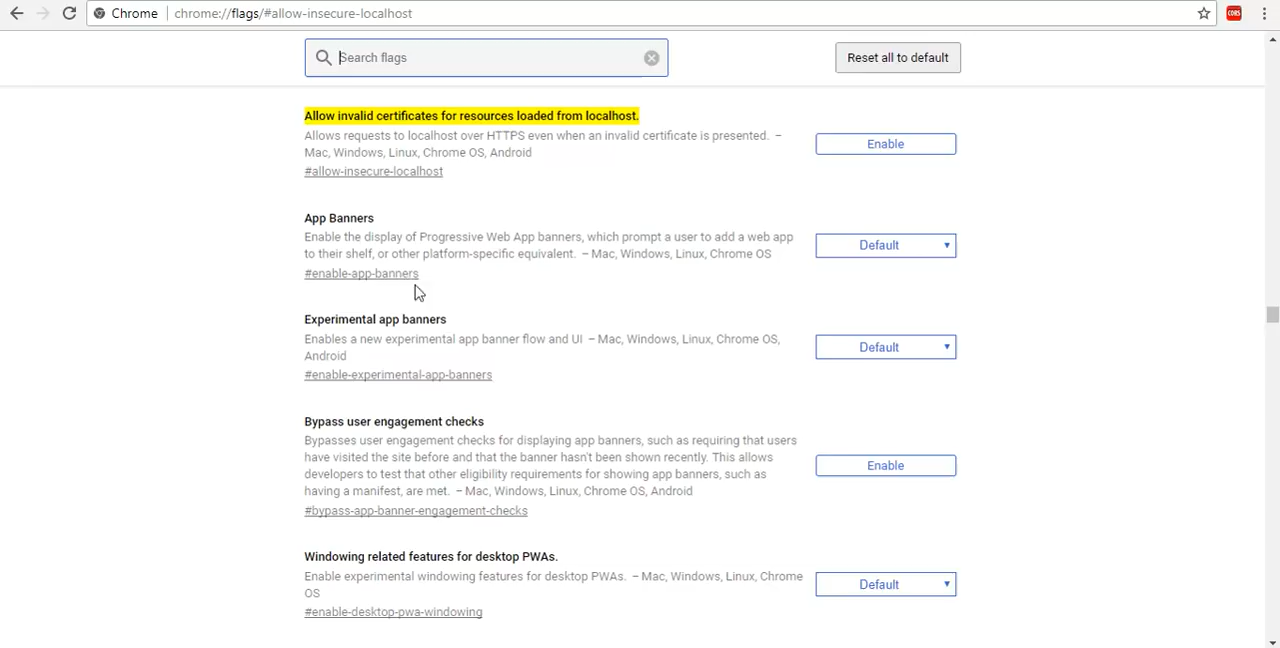 Chrome chrome://flags/#allow-insecure-localhost CORS
Search flags
Reset all to default
Allow invalid certificates for resources loaded from localhost.
Allows requests to localhost over HTTPS even when an invalid certificate is presented. –
Mac, Windows, Linux, Chrome OS, Android
#allow-insecure-localhost
Enable
App Banners
Enable the display of Progressive Web App banners, which prompt a user to add a web app
to their shelf, or other platform-specific equivalent. – Mac, Windows, Linux, Chrome OS
#enable-app-banners
Default
Experimental app banners
Enables a new experimental app banner flow and UI – Mac, Windows, Linux, Chrome OS,
Android
#enable-experimental-app-banners
Default
Bypass user engagement checks
Bypasses user engagement checks for displaying app banners, such as requiring that users
have visited the site before and that the banner hasn't been shown recently. This allows
developers to test that other eligibility requirements for showing app banners, such as
having a manifest, are met. – Mac, Windows, Linux, Chrome OS, Android
#bypass-app-banner-engagement-checks
Enable
Windowing related features for desktop PWAs.
Enable experimental windowing features for desktop PWAs. – Mac, Windows, Linux, Chrome
OS
#enable-desktop-pwa-windowing
Default